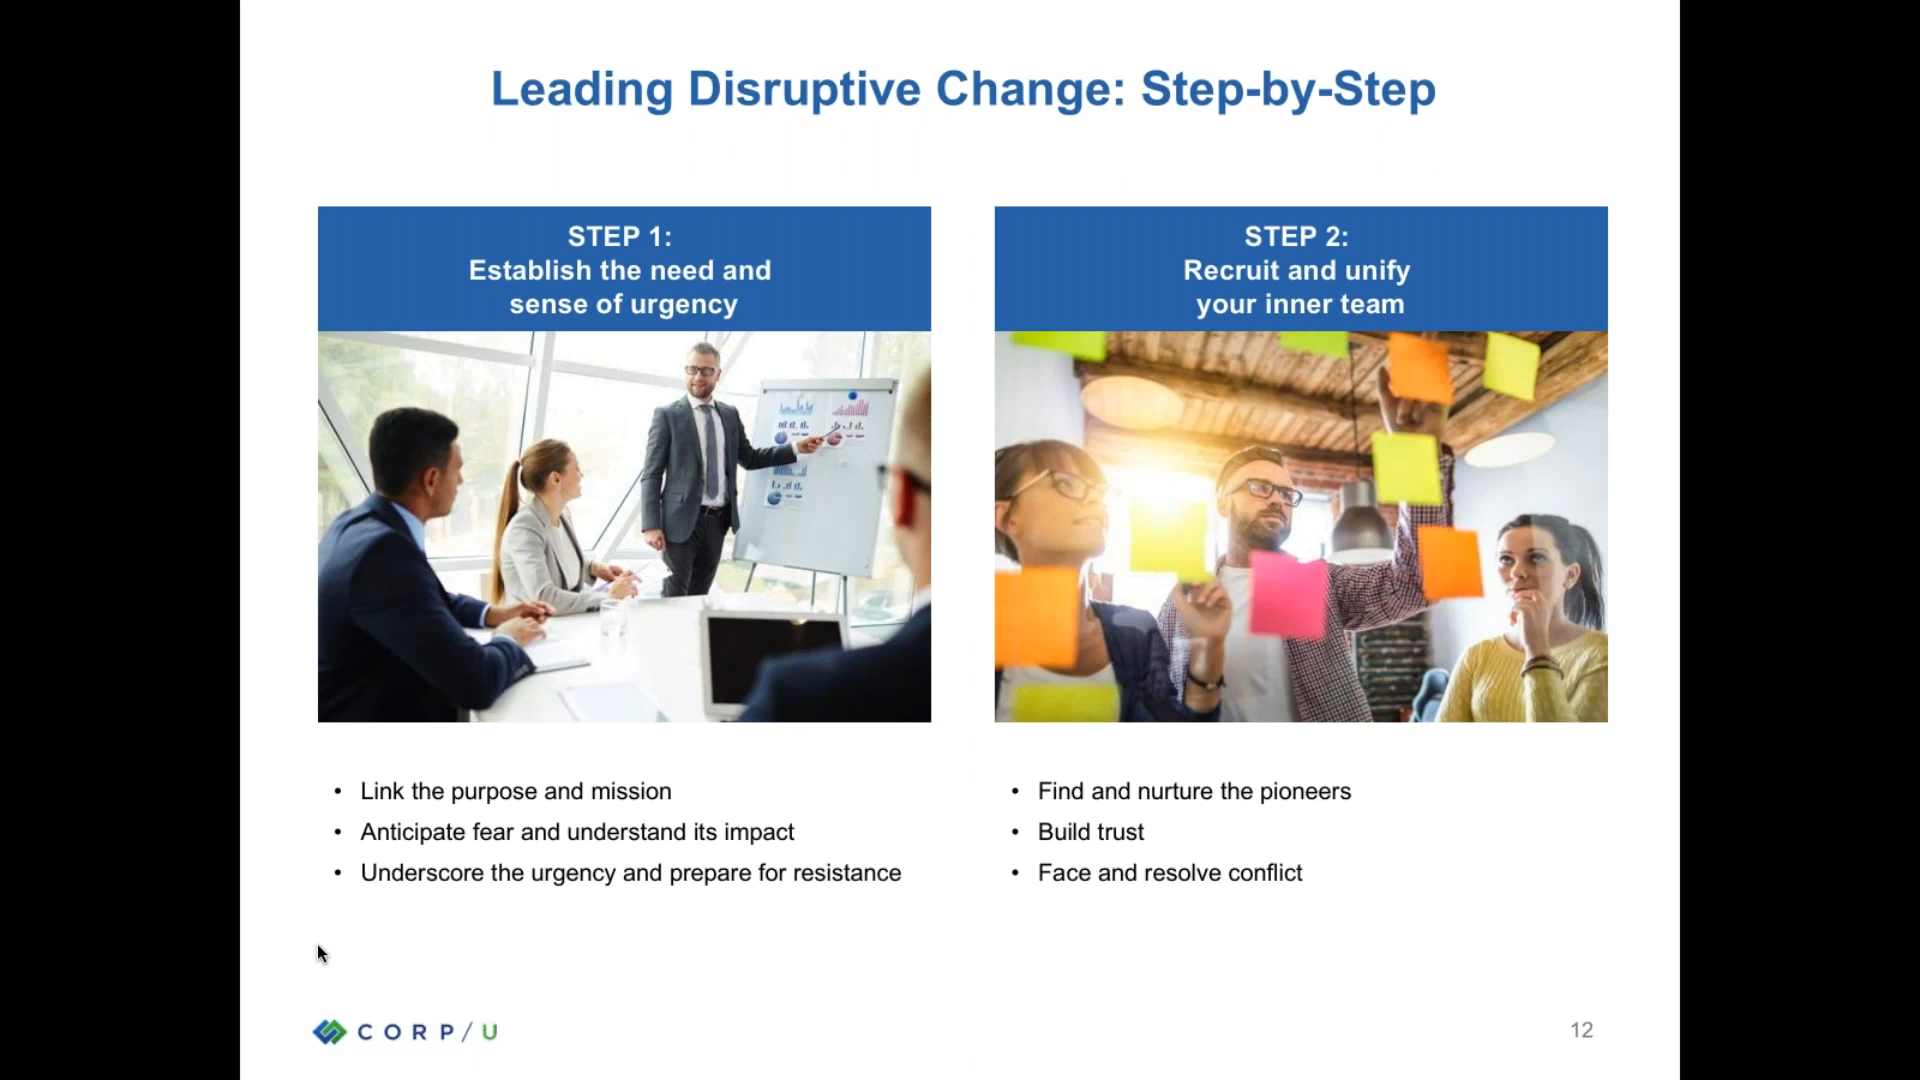 Leading Disruptive Change: Step-by-Step
STEP 1:
Establish the need and
sense of urgency
• Link the purpose and mission
• Anticipate fear and understand its impact
• Underscore the urgency and prepare for resistance
STEP 2:
Recruit and unify
your inner team
• Find and nurture the pioneers
• Build trust
• Face and resolve conflict
CORP/U
12